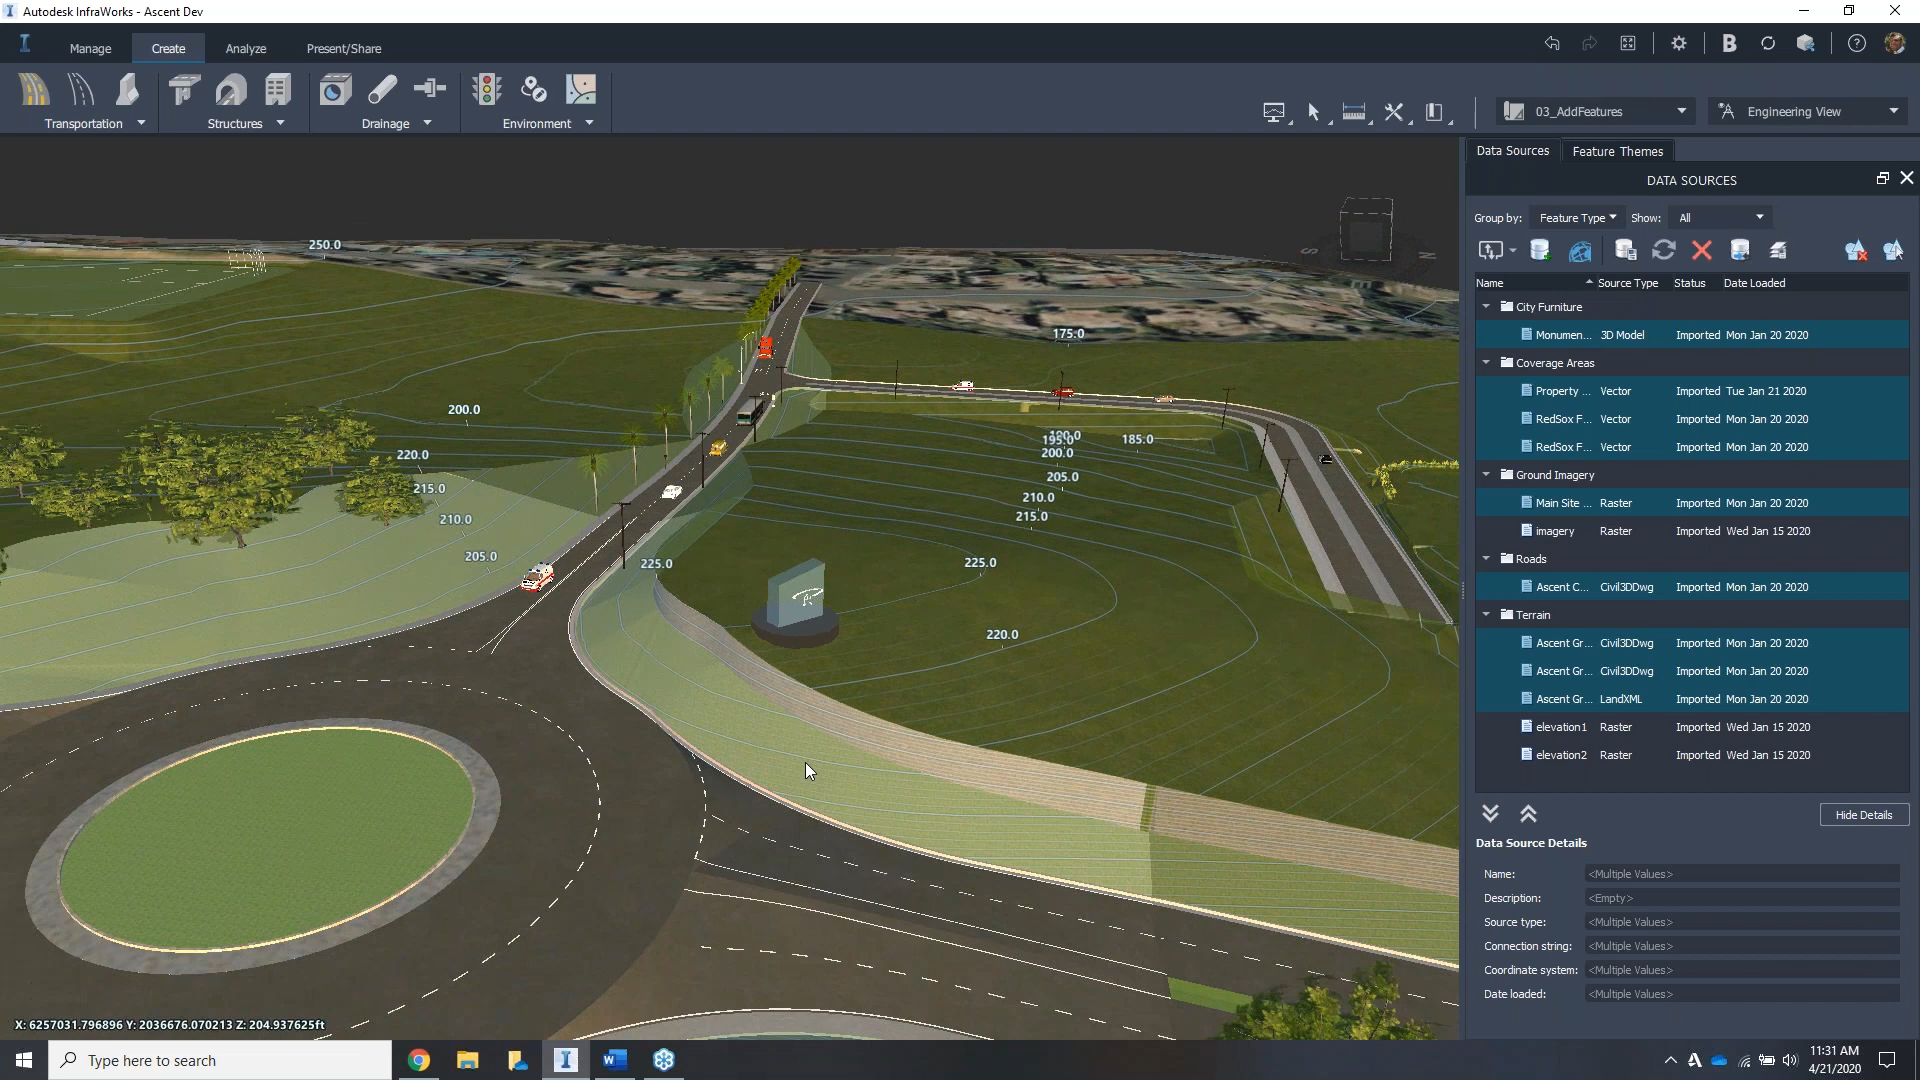 Autodesk InfraWorks - Ascent Dev
Manage Create Analyze Present/Share
Transportation Structures Drainage Environment
03_AddFeatures Engineering View
Data Sources Feature Themes
DATA SOURCES
Group by: Feature Type Show: All
Name Source Type Status Date Loaded
City Furniture
Monumen... 3D Model Imported Mon Jan 20 2020
Coverage Areas
Property ... Vector Imported Tue Jan 21 2020
RedSox F... Vector Imported Mon Jan 20 2020
RedSox F... Vector Imported Mon Jan 20 2020
Ground Imagery
Main Site ... Raster Imported Mon Jan 20 2020
imagery Raster Imported Wed Jan 15 2020
Roads
Ascent C... Civil3DDwg Imported Mon Jan 20 2020
Terrain
Ascent Gr... Civil3DDwg Imported Mon Jan 20 2020
Ascent Gr... Civil3DDwg Imported Mon Jan 20 2020
Ascent Gr... LandXML Imported Mon Jan 20 2020
elevation1 Raster Imported Wed Jan 15 2020
elevation2 Raster Imported Wed Jan 15 2020
Hide Details
Data Source Details
Name: <Multiple Values>
Description: <Empty>
Source type: <Multiple Values>
Connection string: <Multiple Values>
Coordinate system: <Multiple Values>
Date loaded: <Multiple Values>
250.0
175.0
200.0
220.0
215.0
210.0
205.0
195.0
185.0
200.0
205.0
210.0
215.0
225.0
225.0
220.0
S N
X: 6257031.796896 Y: 2036676.070213 Z: 204.937625ft
Type here to search
11:31 AM
4/21/2020